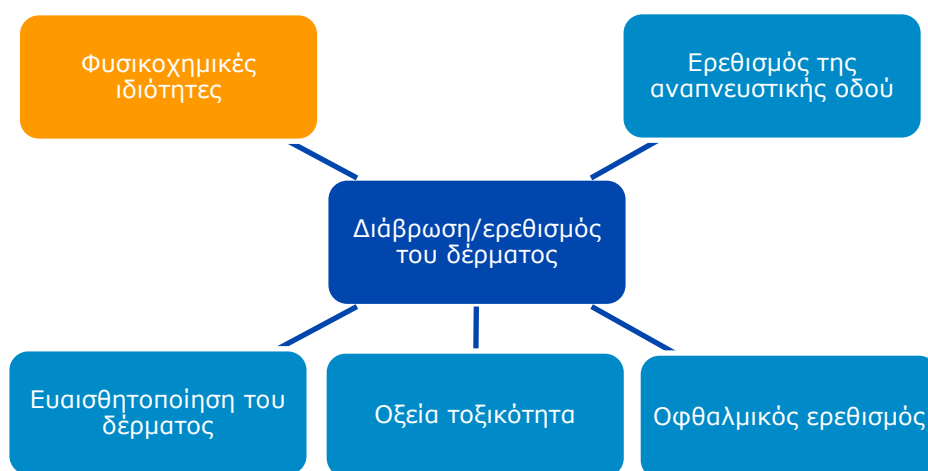 Φυσικοχημικές
ιδιότητες
Ερεθισμός της
αναπνευστικής οδού
Διάβρωση/ερεθισμός
του δέρματος
Ευαισθητοποίηση του
δέρματος
Οξεία τοξικότητα
Οφθαλμικός ερεθισμός